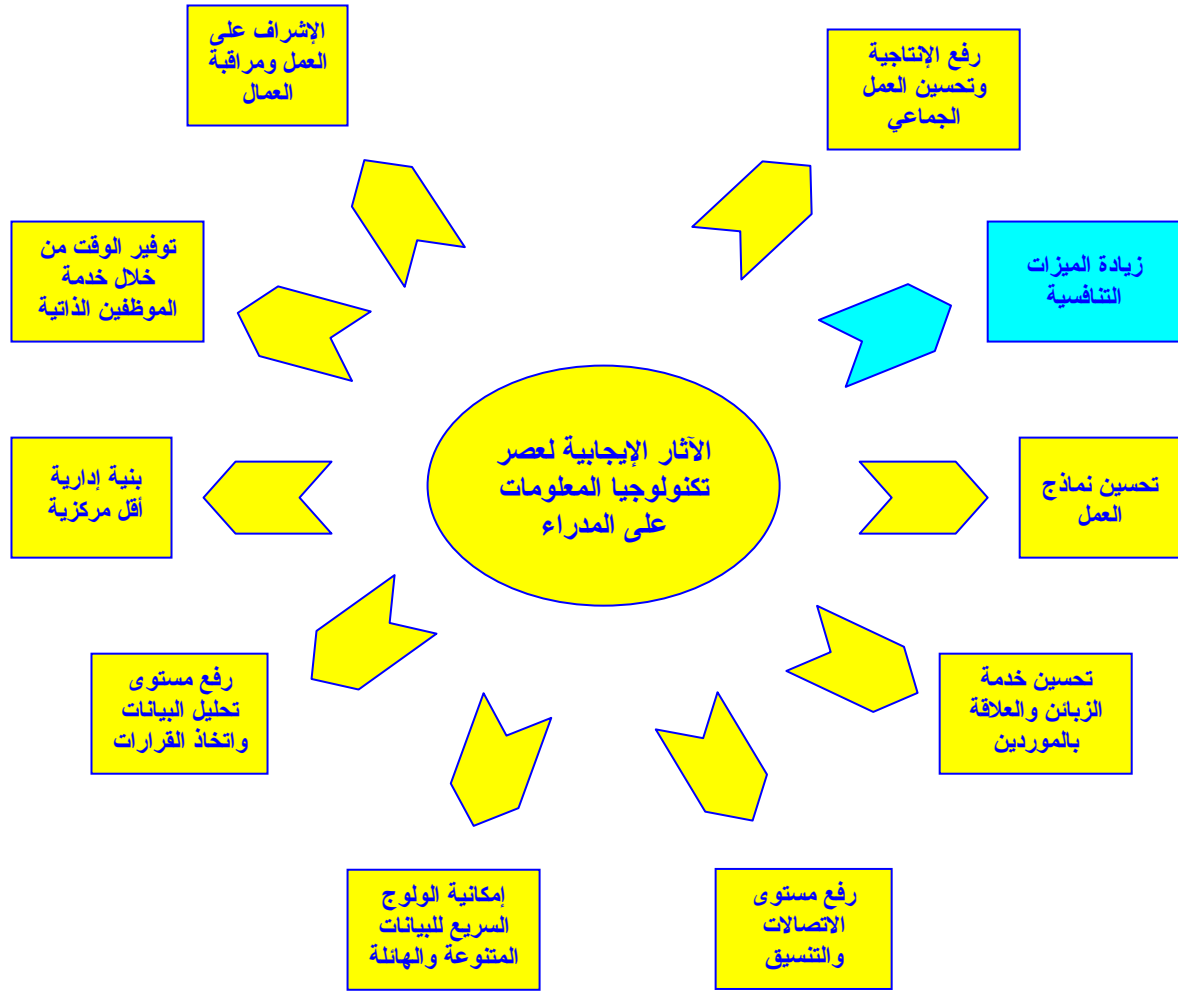 الآثار الإيجابية لعصر
تكنولوجيا المعلومات
على المدراء
رفع الإنتاجية
وتحسين العمل
الجماعي
زيادة الميزات
التنافسية
تحسين نماذج
العمل
تحسين خدمة
الزبائن والعلاقة
بالموردين
رفع مستوى
الاتصالات
والتنسيق
إمكانية الولوج
السريع للبيانات
المتنوعة والهائلة
رفع مستوى
تحليل البيانات
واتخاذ القرارات
بنية إدارية
أقل مركزية
توفير الوقت من
خلال خدمة
الموظفين الذاتية
الإشراف على
العمل ومراقبة
العمال